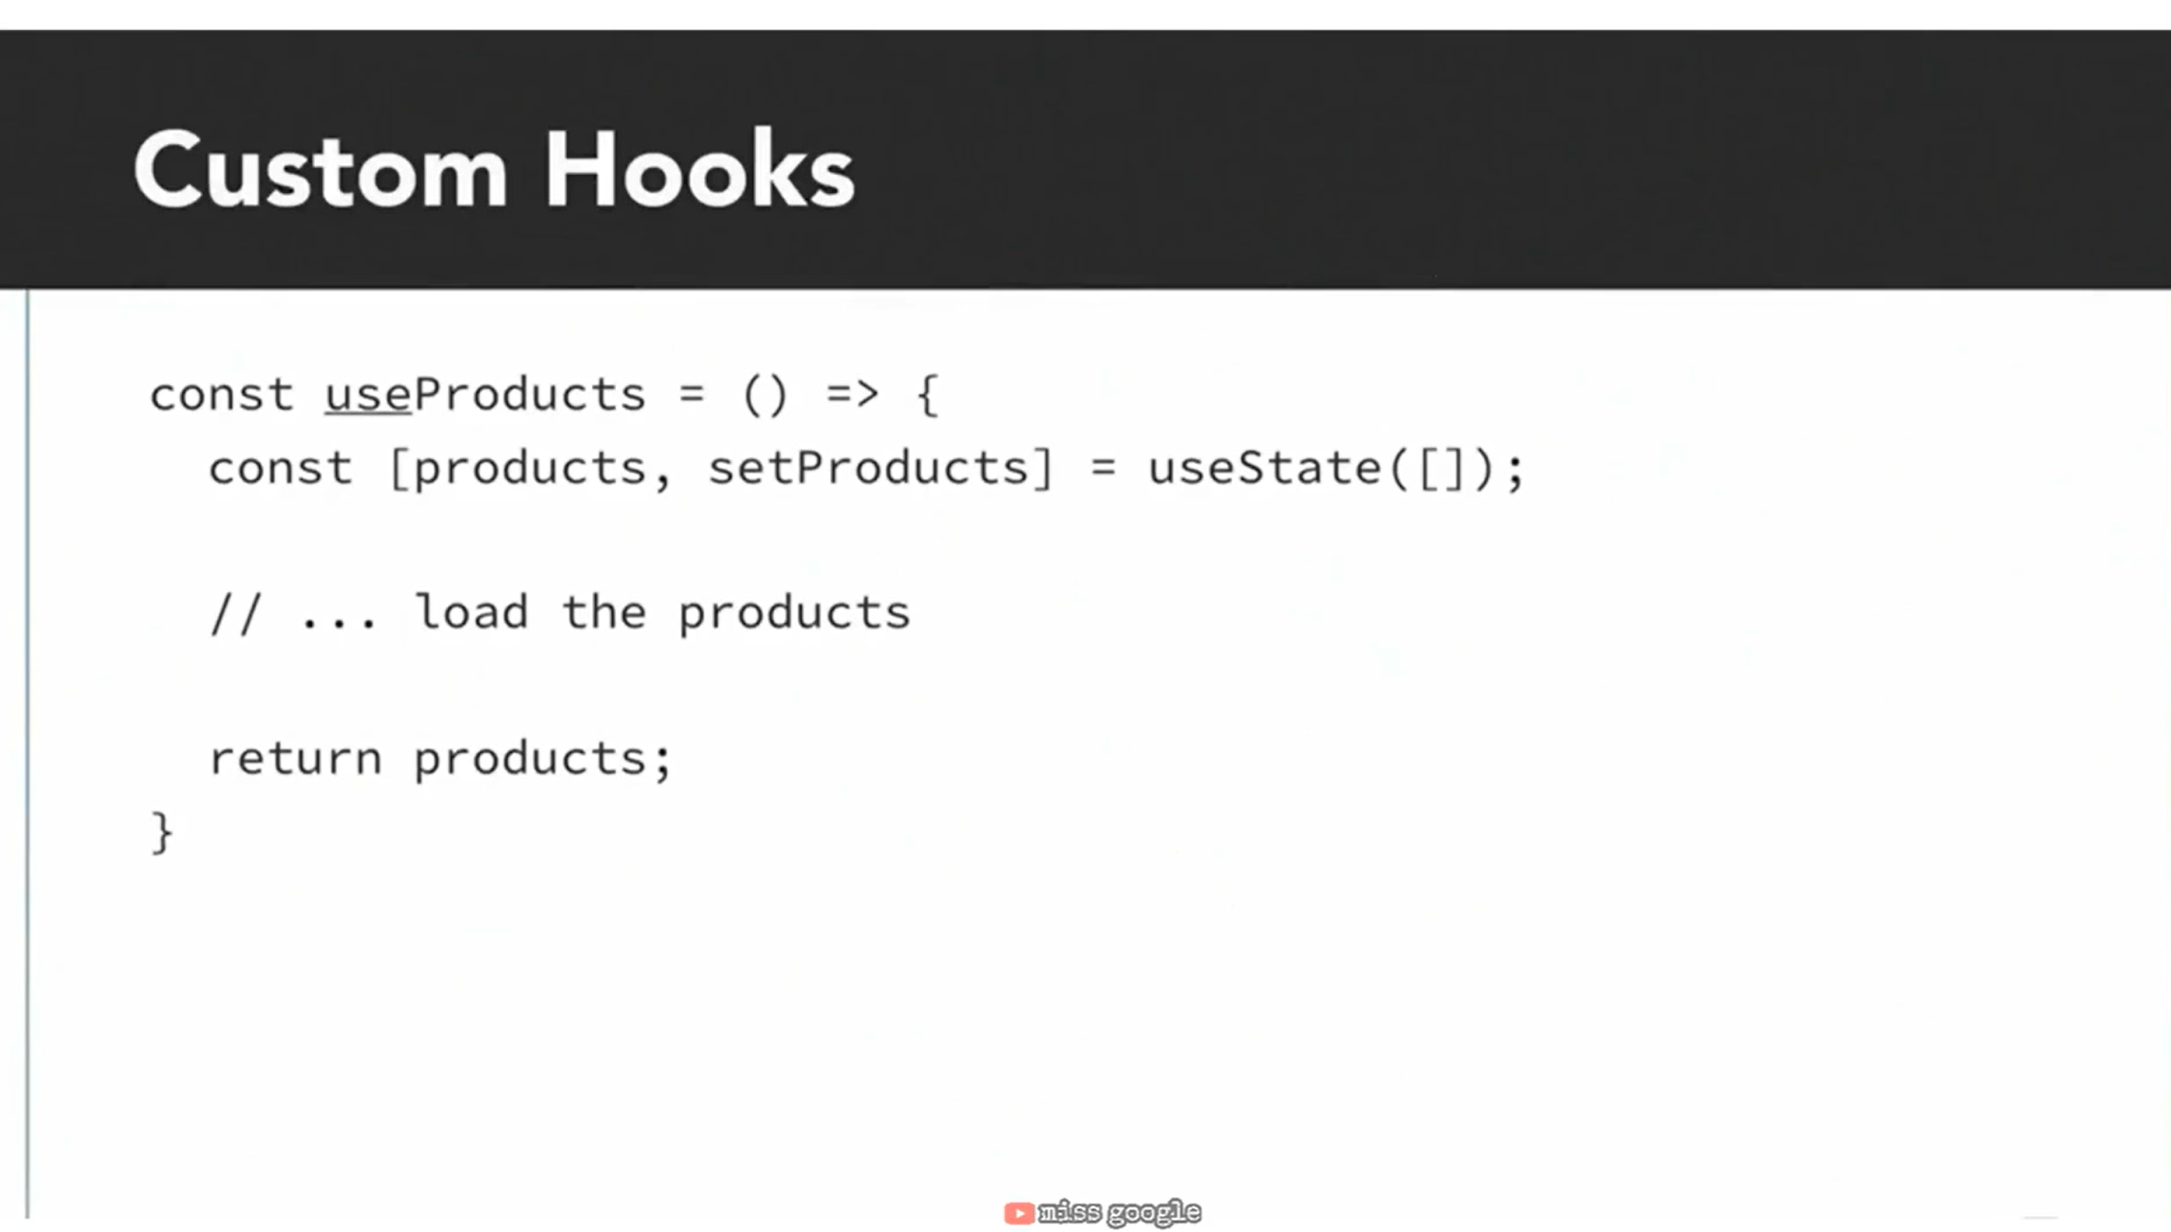 Custom Hooks
const useProducts = () => {
const [products, setProducts] = useState([]);
// ... load the products
return products;
}
miss google